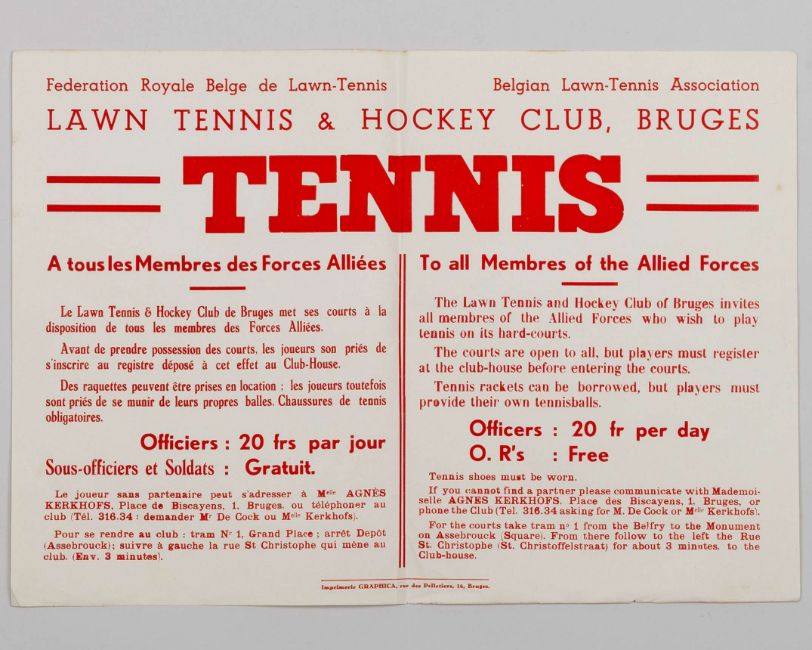 Federation Royale Belge de Lawn-Tennis
Belgian Lawn-Tennis Association
LAWN TENNIS & HOCKEY CLUB, BRUGES
TENNIS
A tous les Membres des Forces Alliées
Le Lawn Tennis & Hockey Club de Bruges met ses courts à la
disposition de tous les membres des Forces Alliées.
Avant de prendre possession des courts, les joueurs son priés de
s'inscrire au registre déposé à cet effet au Club-House.
Des raquettes peuvent être prises en location : les joueurs toutefois
sont priés de se munir de leurs propres balles. Chaussures de tennis
obligatoires.
Officiers : 20 frs par jour
Sous-officiers et Soldats : Gratuit.
Le joueur sans partenaire peut s'adresser à Melle AGNÈS
KERKHOFS, Place de Biscayens, 1, Bruges, ou téléphoner au
club (Tél. 316.34 : demander Mr De Cock ou Melle Kerkhofs).
Pour se rendre au club : tram No 1, Grand Place ; arrêt Depôt
(Assebrouck); suivre à gauche la rue St Christophe qui mène au
club. (Env. 3 minutes).
To all Members of the Allied Forces
The Lawn Tennis and Hockey Club of Bruges invites
all members of the Allied Forces who wish to play
tennis on its hard-courts.
The courts are open to all, but players must register
at the club-house before entering the courts.
Tennis rackets can be borrowed, but players must
provide their own tennisballs.
Officers : 20 fr per day
O. R's : Free
Tennis shoes must be worn.
If you cannot find a partner please communicate with Mademoi-
selle AGNES KERKHOFS, Place des Biscayens, 1, Bruges, or
phone the Club (Tel. 316.34 asking for M. De Cock or Melle Kerkhofs).
For the courts take tram no 1 from the Belfry to the Monument
on Assebrouck (Square). From there follow to the left the Rue
St. Christophe (St. Christoffelstraat) for about 3 minutes, to the
Club-house.
Imprimerie GRAPHICA, rue des Pelletiers, 16, Bruges.